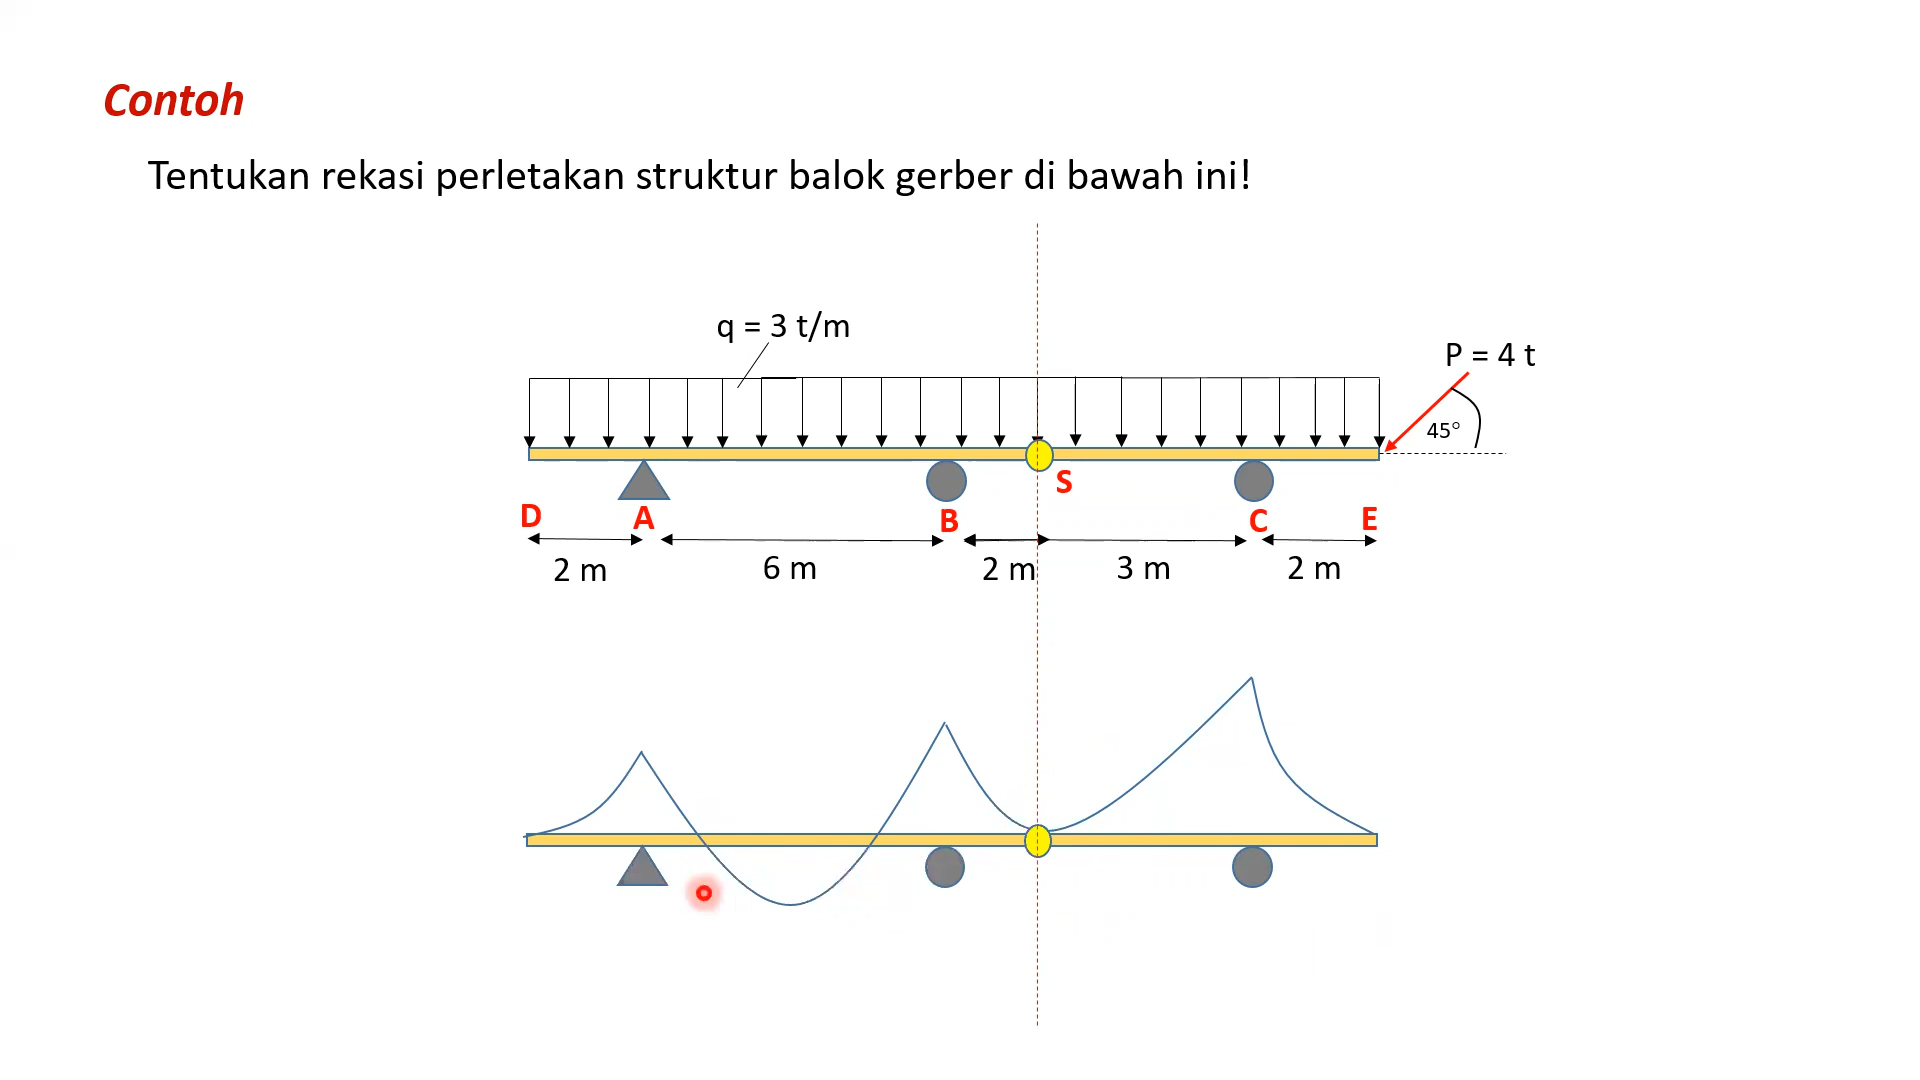 Contoh
Tentukan rekasi perletakan struktur balok gerber di bawah ini!
q = 3 t/m
P = 4 t
45°
S
D A B C E
2 m 6 m 2 m 3 m 2 m